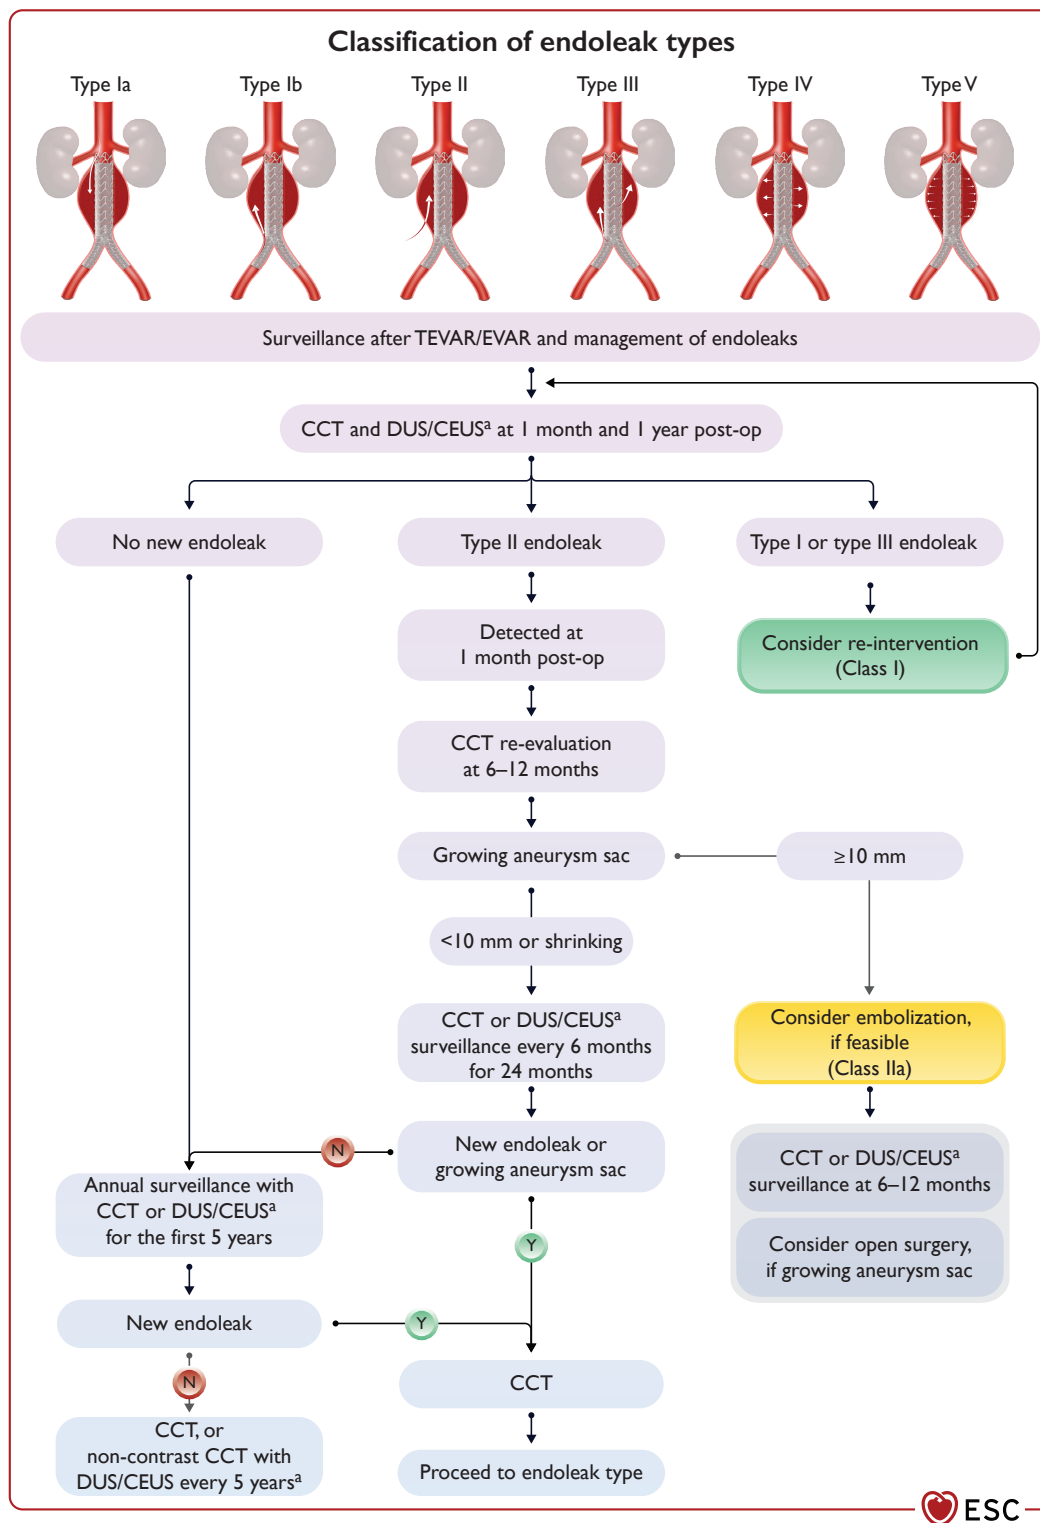 Classification of endoleak types
Type Ia
Type Ib
Type II
Type III
Type IV
Type V
Surveillance after TEVAR/EVAR and management of endoleaks
CCT and DUS/CEUSᵃ at 1 month and 1 year post-op
No new endoleak
Type II endoleak
Type I or type III endoleak
Detected at
1 month post-op
Consider re-intervention
(Class I)
CCT re-evaluation
at 6–12 months
Growing aneurysm sac
≥10 mm
<10 mm or shrinking
CCT or DUS/CEUSᵃ
surveillance every 6 months
for 24 months
Consider embolization,
if feasible
(Class IIa)
New endoleak or
growing aneurysm sac
N
CCT or DUS/CEUSᵃ
surveillance at 6–12 months
Annual surveillance with
CCT or DUS/CEUSᵃ
for the first 5 years
Y
Consider open surgery,
if growing aneurysm sac
New endoleak
Y
N
CCT
CCT, or
non-contrast CCT with
DUS/CEUS every 5 yearsᵃ
Proceed to endoleak type
ESC